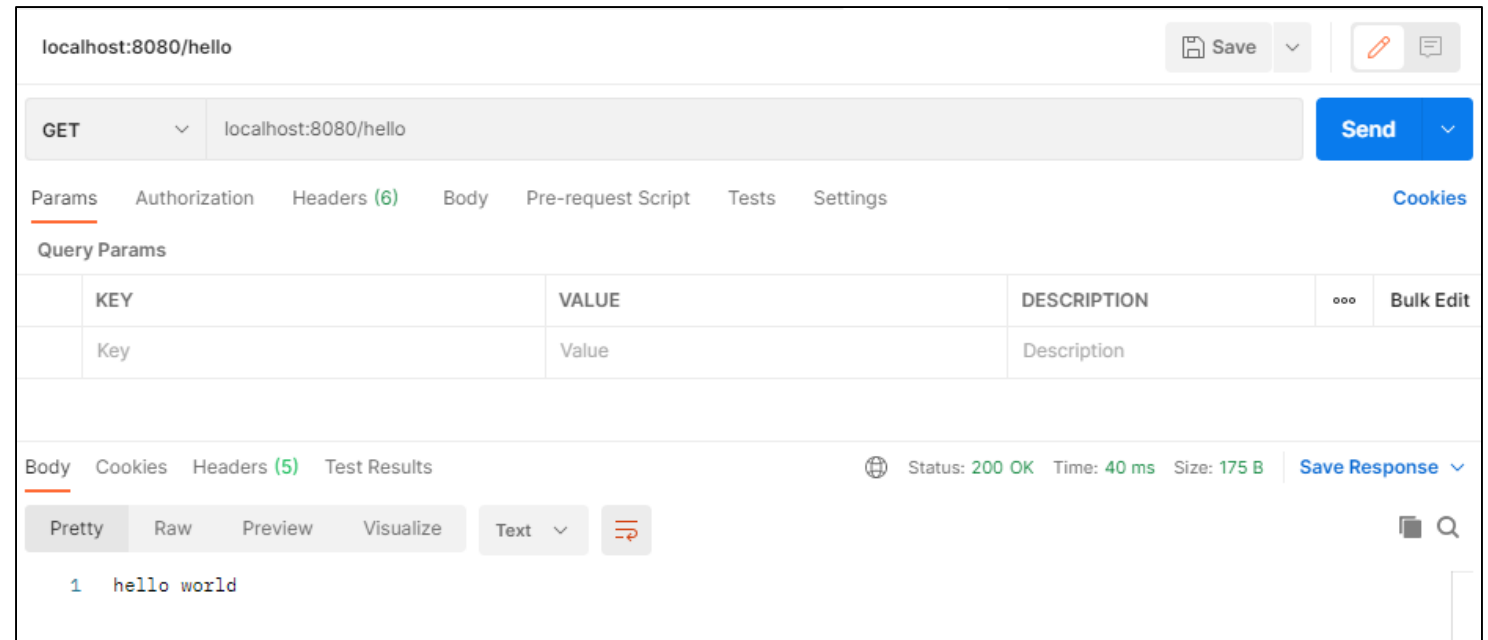 localhost:8080/hello Save
GET localhost:8080/hello Send
Params Authorization Headers (6) Body Pre-request Script Tests Settings Cookies
Query Params
KEY VALUE DESCRIPTION ooo Bulk Edit
Key Value Description
Body Cookies Headers (5) Test Results Status: 200 OK Time: 40 ms Size: 175 B Save Response
Pretty Raw Preview Visualize Text
1 hello world